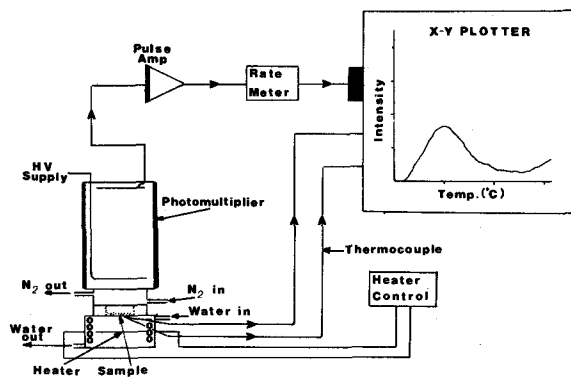 Pulse
Amp
Rate
Meter
X-Y PLOTTER
Intensity
Temp.(°C)
HV
Supply
Photomultiplier
Thermocouple
N2 out
N2 in
Heater
Control
Water in
Water
out
Heater
Sample